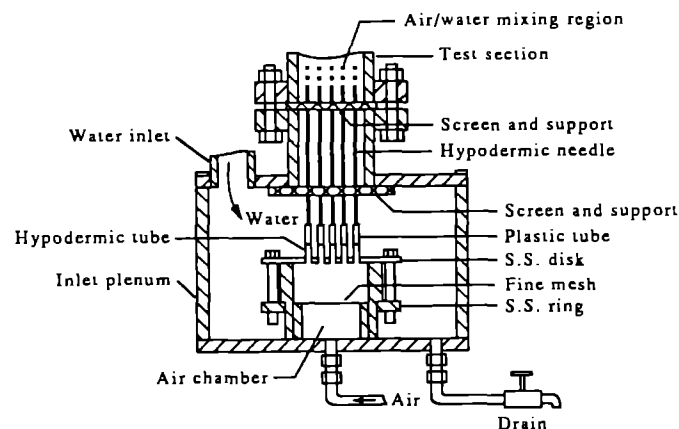 Air/water mixing region
Test section
Screen and support
Water inlet
Hypodermic needle
Water
Screen and support
Hypodermic tube
Plastic tube
S.S. disk
Inlet plenum
Fine mesh
S.S. ring
Air chamber
Air
Drain